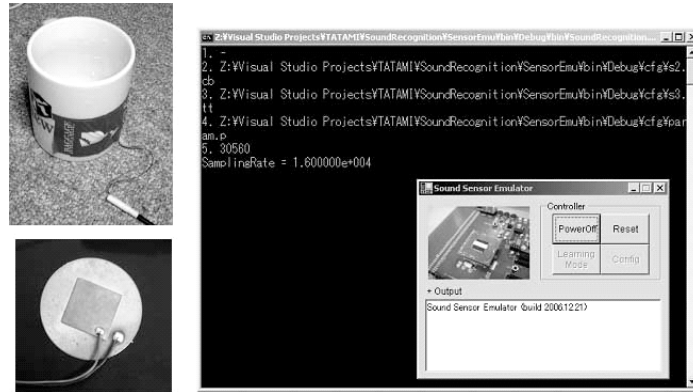 Z:¥Visual Studio Projects¥TATAMI¥SoundRecognition¥SensorEmu¥bin¥Debug¥bin¥SoundRecognition....
1. -
2. Z:¥Visual Studio Projects¥TATAMI¥SoundRecognition¥SensorEmu¥bin¥Debug¥cfg¥s2.
cb
3. Z:¥Visual Studio Projects¥TATAMI¥SoundRecognition¥SensorEmu¥bin¥Debug¥cfg¥s3.
tt
4. Z:¥Visual Studio Projects¥TATAMI¥SoundRecognition¥SensorEmu¥bin¥Debug¥cfg¥par
am.p
5. 30560
SamplingRate = 1.600000e+004
Sound Sensor Emulator
Controller
PowerOff Reset
Learning Mode Config
+ Output
Sound Sensor Emulator (build 2006.12.21)